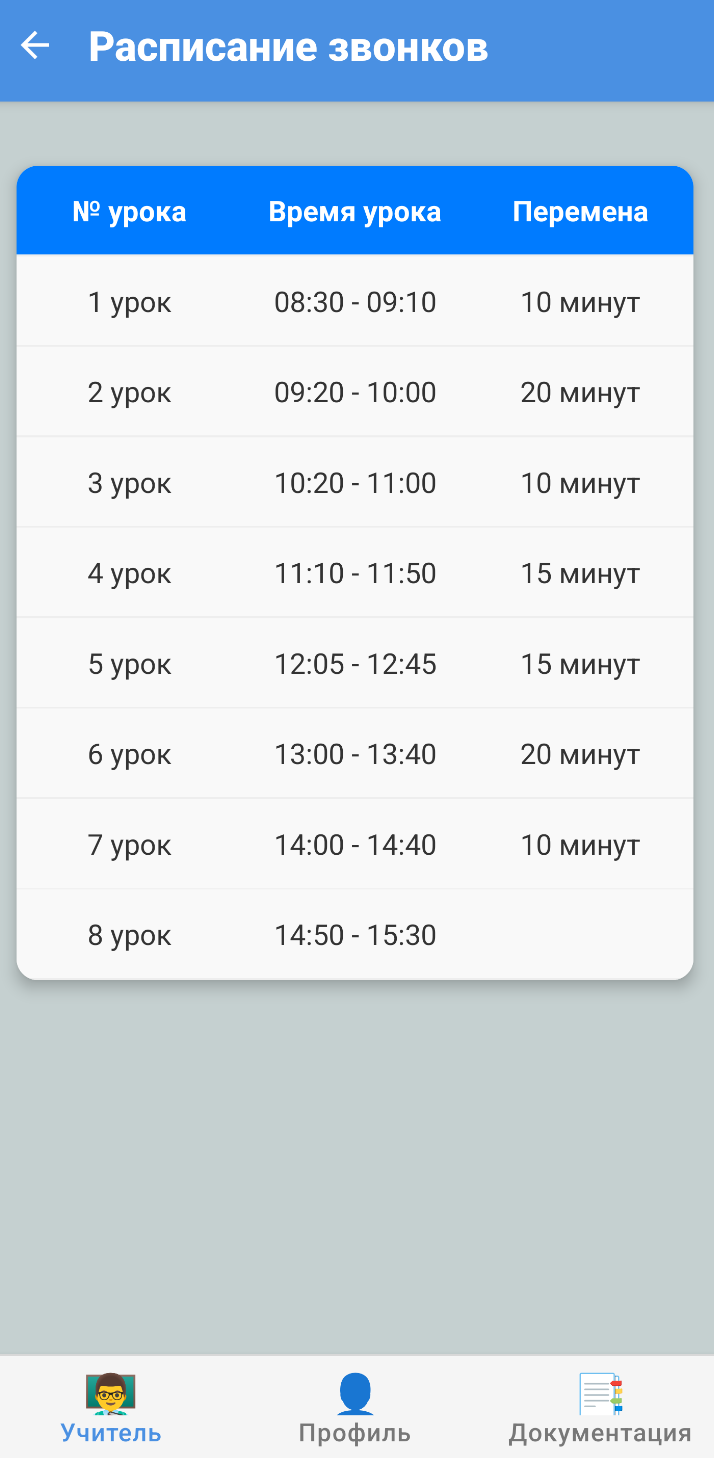 Расписание звонков
№ урока Время урока Перемена
1 урок 08:30 - 09:10 10 минут
2 урок 09:20 - 10:00 20 минут
3 урок 10:20 - 11:00 10 минут
4 урок 11:10 - 11:50 15 минут
5 урок 12:05 - 12:45 15 минут
6 урок 13:00 - 13:40 20 минут
7 урок 14:00 - 14:40 10 минут
8 урок 14:50 - 15:30
Учитель Профиль Документация